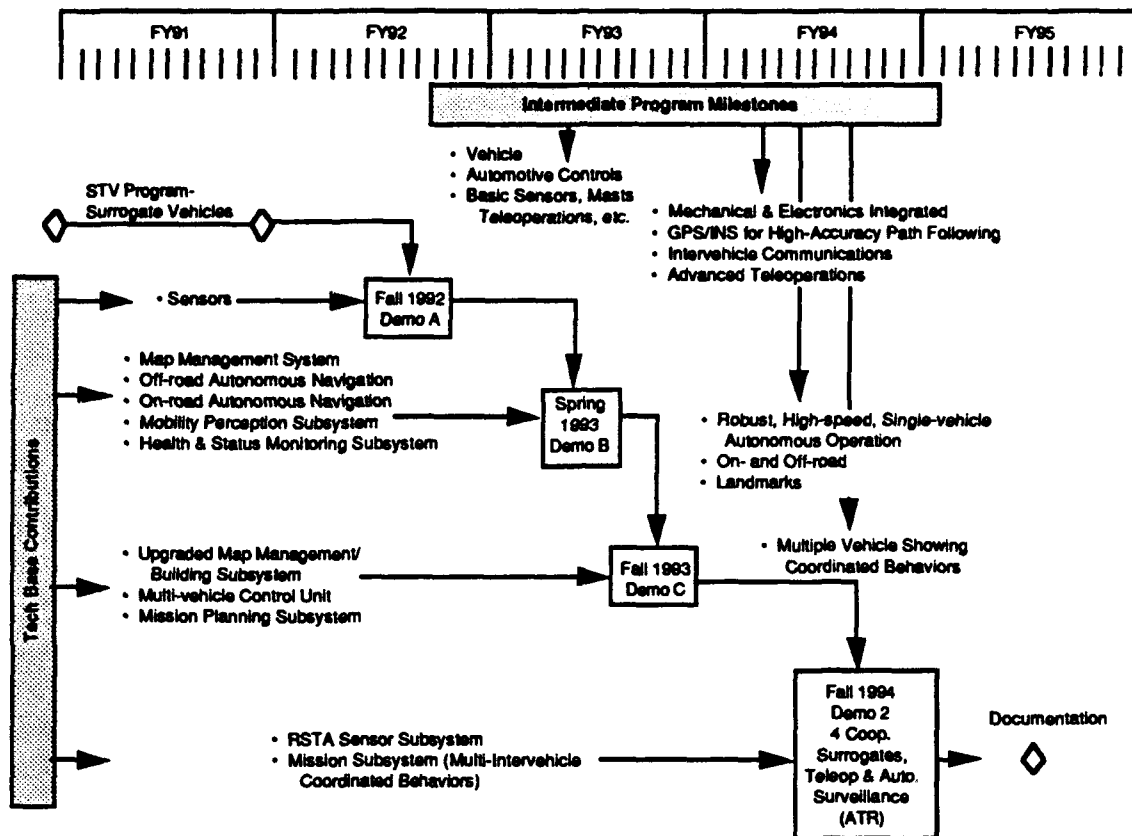 FY91 FY92 FY93 FY94 FY95
Intermediate Program Milestones
• Vehicle
• Automotive Controls
• Basic Sensors, Masts
Teleoperations, etc.
STV Program-
Surrogate Vehicles
• Mechanical & Electronics Integrated
• GPS/INS for High-Accuracy Path Following
• Intervehicle Communications
• Advanced Teleoperations
Tech Base Contributions
• Sensors
Fall 1992
Demo A
• Map Management System
• Off-road Autonomous Navigation
• On-road Autonomous Navigation
• Mobility Perception Subsystem
• Health & Status Monitoring Subsystem
Spring
1993
Demo B
• Robust, High-speed, Single-vehicle
Autonomous Operation
• On- and Off-road
• Landmarks
• Upgraded Map Management/
Building Subsystem
• Multi-vehicle Control Unit
• Mission Planning Subsystem
Fall 1993
Demo C
• Multiple Vehicle Showing
Coordinated Behaviors
• RSTA Sensor Subsystem
• Mission Subsystem (Multi-Intervehicle
Coordinated Behaviors)
Fall 1994
Demo 2
4 Coop.
Surrogates,
Teleop & Auto.
Surveillance
(ATR)
Documentation